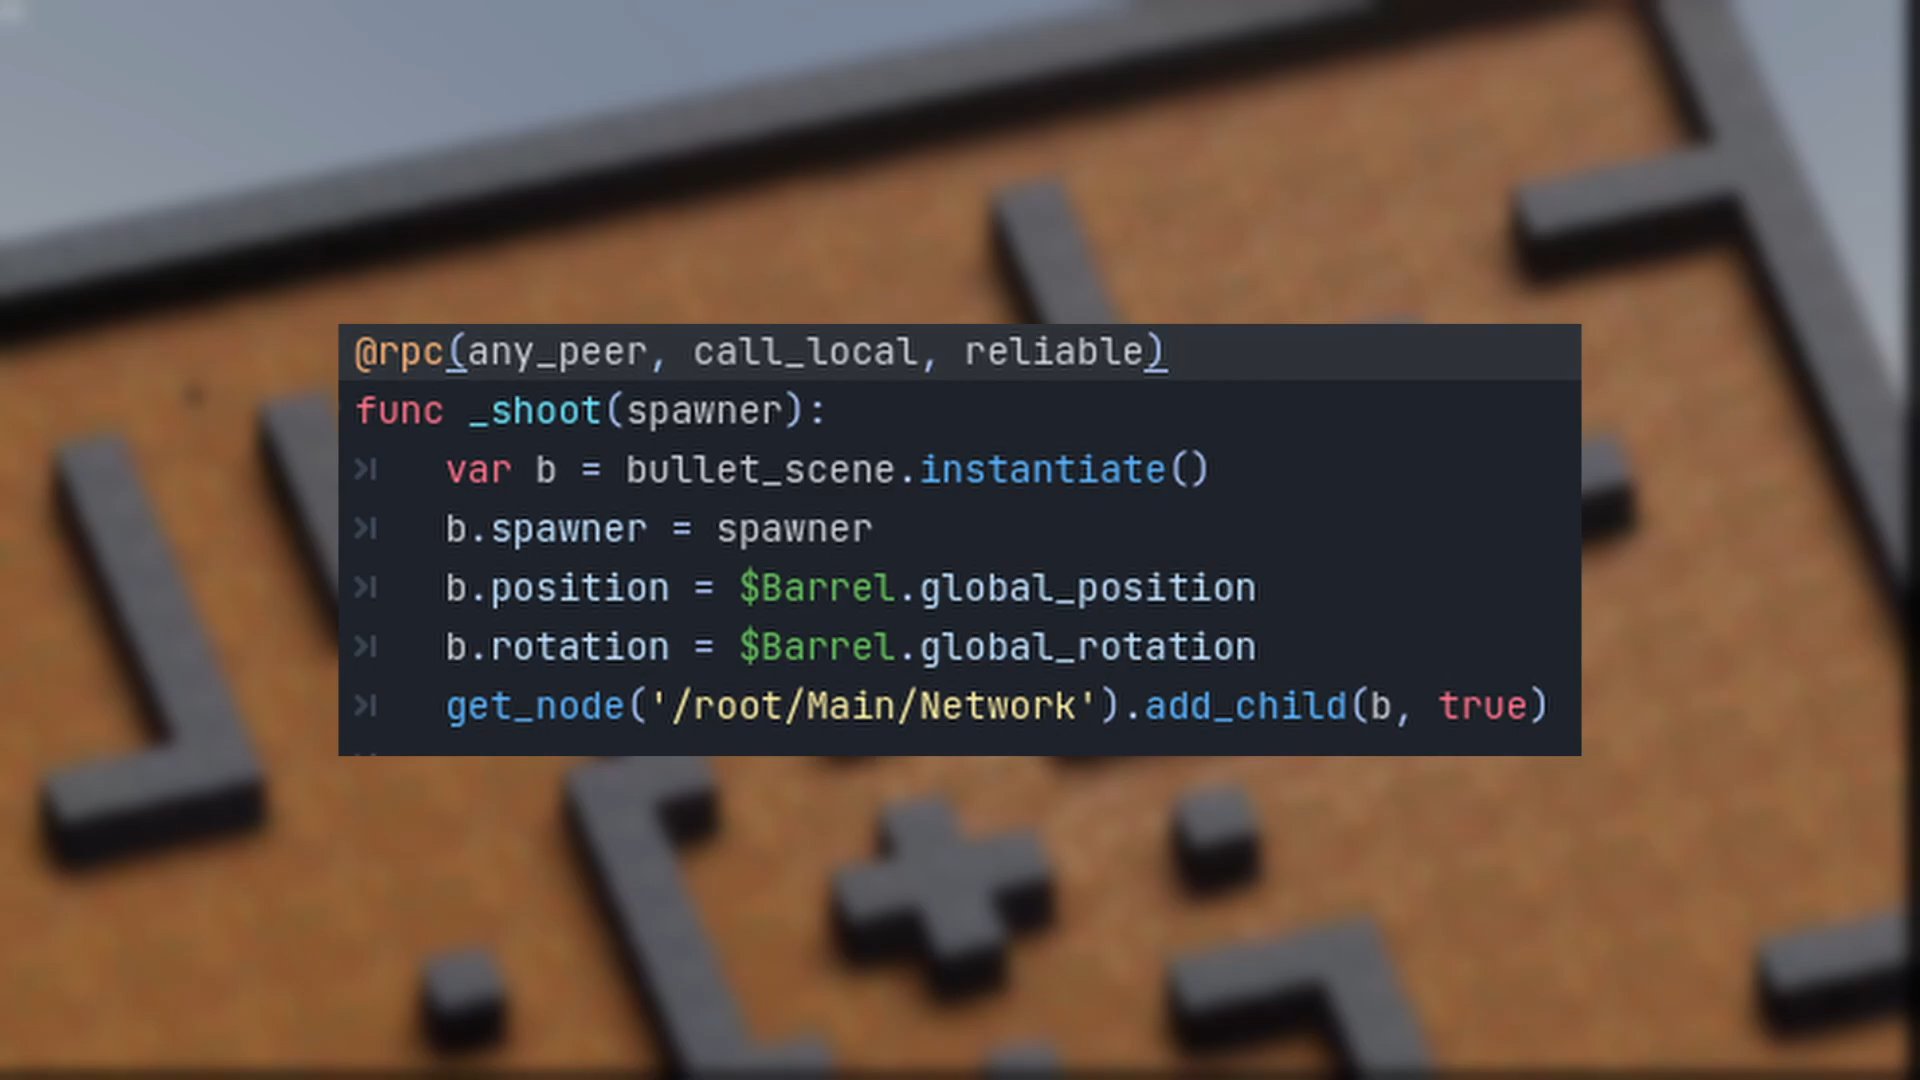 @rpc(any_peer, call_local, reliable)
func _shoot(spawner):
var b = bullet_scene.instantiate()
b.spawner = spawner
b.position = $Barrel.global_position
b.rotation = $Barrel.global_rotation
get_node('/root/Main/Network').add_child(b, true)